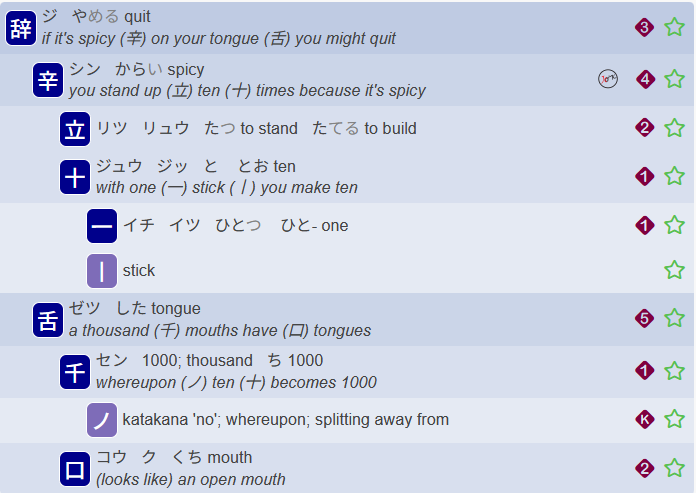 辞 ジ やめる quit 3
if it's spicy (辛) on your tongue (舌) you might quit
辛 シン からい spicy 4
you stand up (立) ten (十) times because it's spicy
立 リツ リュウ たつ to stand たてる to build 2
十 ジュウ ジッ と とお ten 1
with one (一) stick (丨) you make ten
一 イチ イツ ひとつ ひと- one 1
丨 stick
舌 ゼツ した tongue 5
a thousand (千) mouths have (口) tongues
千 セン 1000; thousand ち 1000 1
whereupon (ノ) ten (十) becomes 1000
ノ katakana 'no'; whereupon; splitting away from K
口 コウ ク くち mouth 2
(looks like) an open mouth